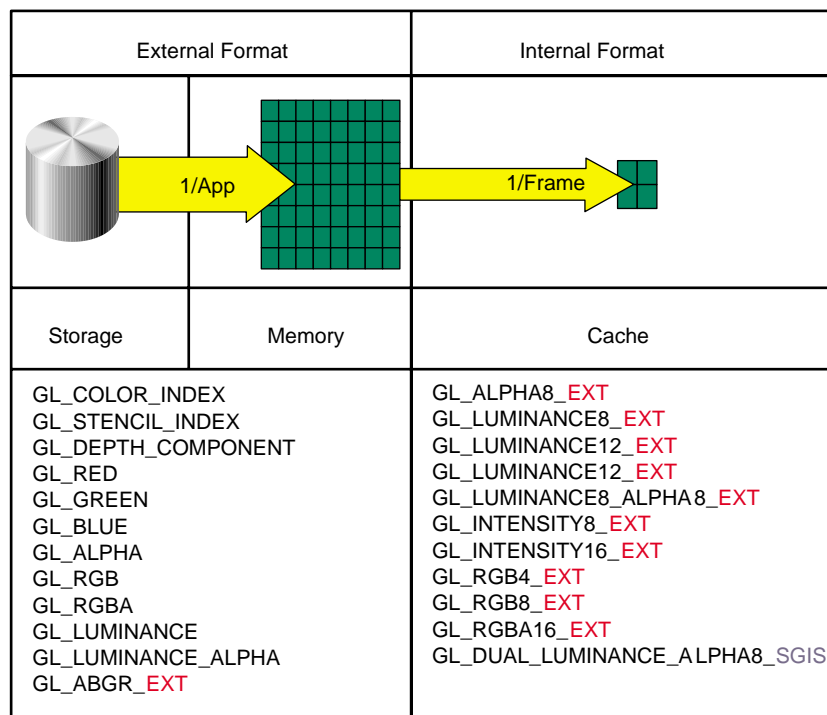 External Format
Internal Format
1/App
1/Frame
Storage
Memory
Cache
GL_COLOR_INDEX
GL_STENCIL_INDEX
GL_DEPTH_COMPONENT
GL_RED
GL_GREEN
GL_BLUE
GL_ALPHA
GL_RGB
GL_RGBA
GL_LUMINANCE
GL_LUMINANCE_ALPHA
GL_ABGR_EXT
GL_ALPHA8_EXT
GL_LUMINANCE8_EXT
GL_LUMINANCE12_EXT
GL_LUMINANCE12_EXT
GL_LUMINANCE8_ALPHA8_EXT
GL_INTENSITY8_EXT
GL_INTENSITY16_EXT
GL_RGB4_EXT
GL_RGB8_EXT
GL_RGBA16_EXT
GL_DUAL_LUMINANCE_ALPHA8_SGIS